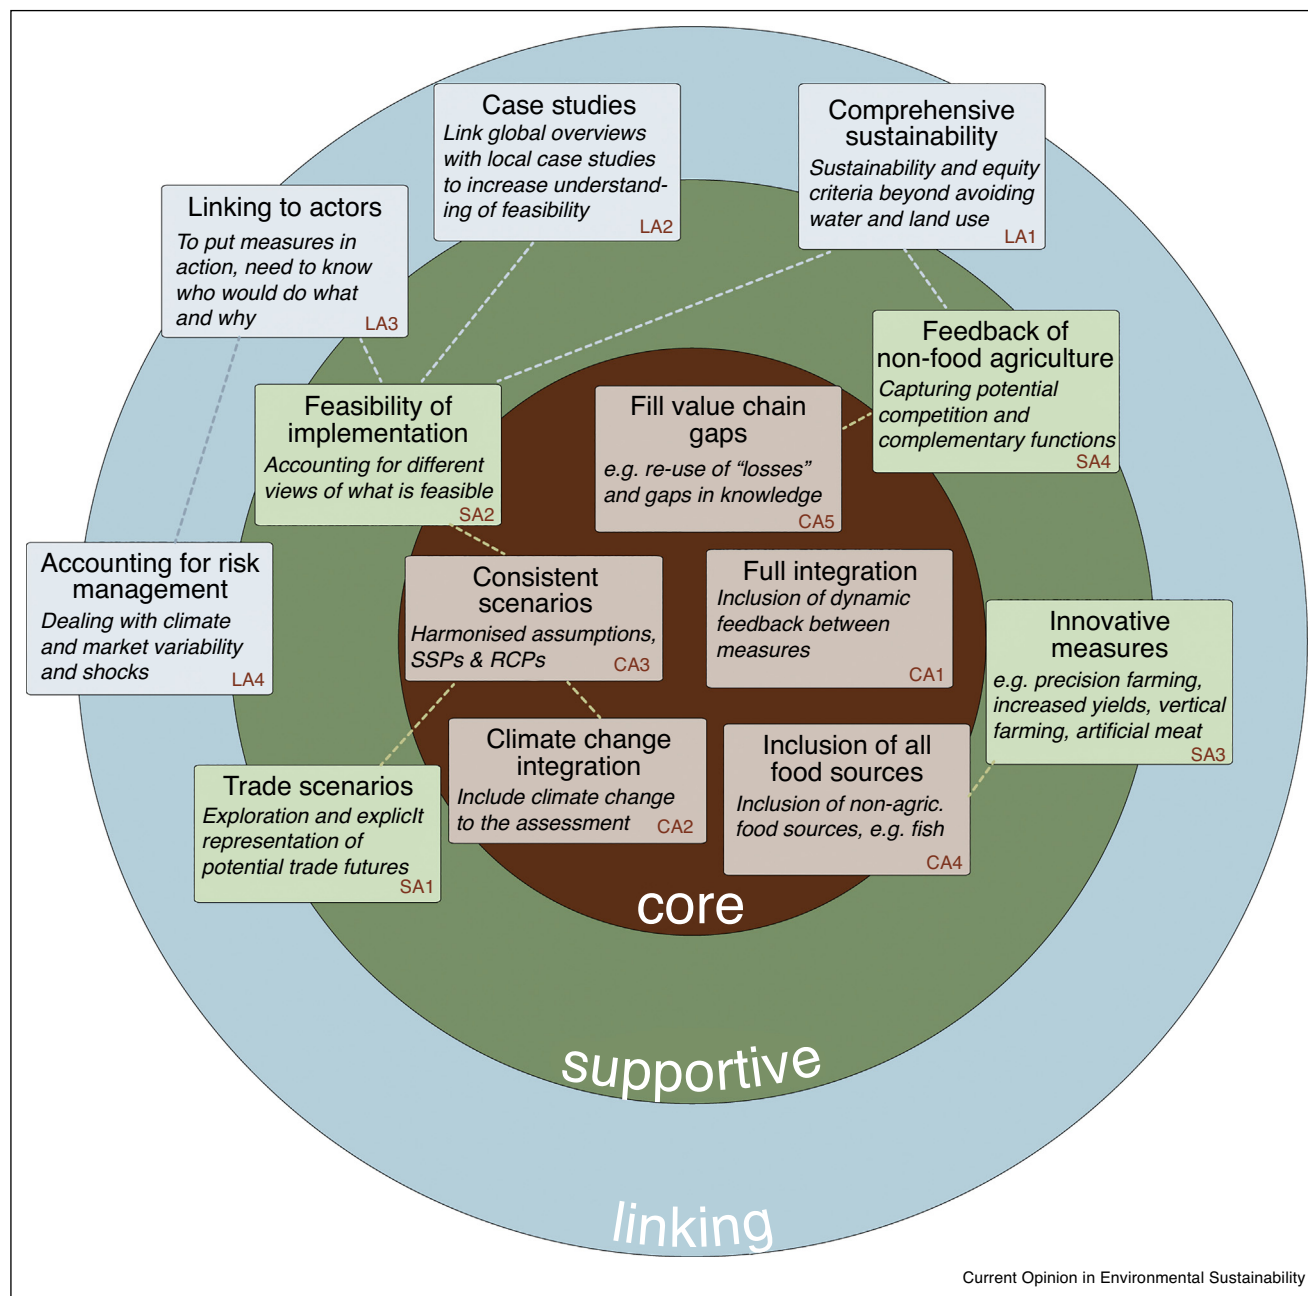 Case studies
Link global overviews
with local case studies
to increase understand-
ing of feasibility
LA2
Comprehensive
sustainability
Sustainability and equity
criteria beyond avoiding
water and land use
LA1
Linking to actors
To put measures in
action, need to know
who would do what
and why
LA3
Feedback of
non-food agriculture
Capturing potential
competition and
complementary functions
SA4
Feasibility of
implementation
Accounting for different
views of what is feasible
SA2
Fill value chain
gaps
e.g. re-use of “losses”
and gaps in knowledge
CA5
Accounting for risk
management
Dealing with climate
and market variability
and shocks
LA4
Consistent
scenarios
Harmonised assumptions,
SSPs & RCPs
CA3
Full integration
Inclusion of dynamic
feedback between
measures
CA1
Innovative
measures
e.g. precision farming,
increased yields, vertical
farming, artificial meat
SA3
Trade scenarios
Exploration and explicIt
representation of
potential trade futures
SA1
Climate change
integration
Include climate change
to the assessment
CA2
Inclusion of all
food sources
Inclusion of non-agric.
food sources, e.g. fish
CA4
core
supportive
linking
Current Opinion in Environmental Sustainability